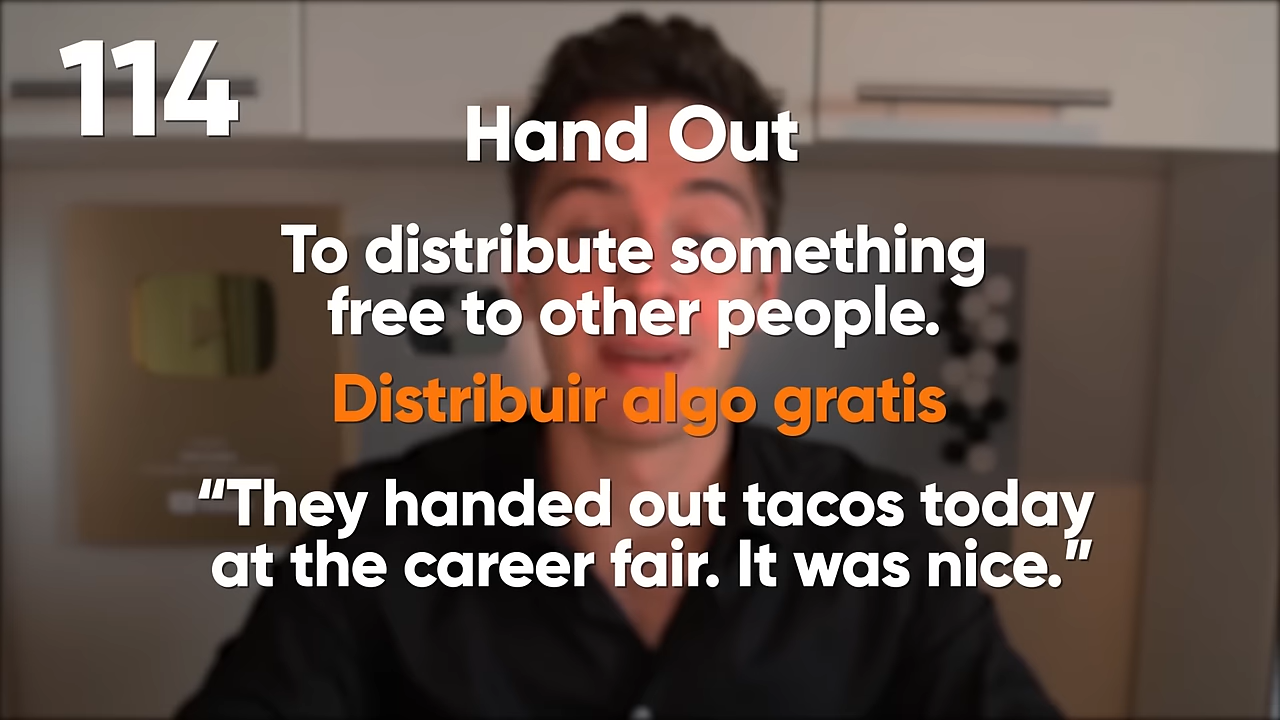 114
Hand Out
To distribute something
free to other people.
Distribuir algo gratis
“They handed out tacos today
at the career fair. It was nice.”